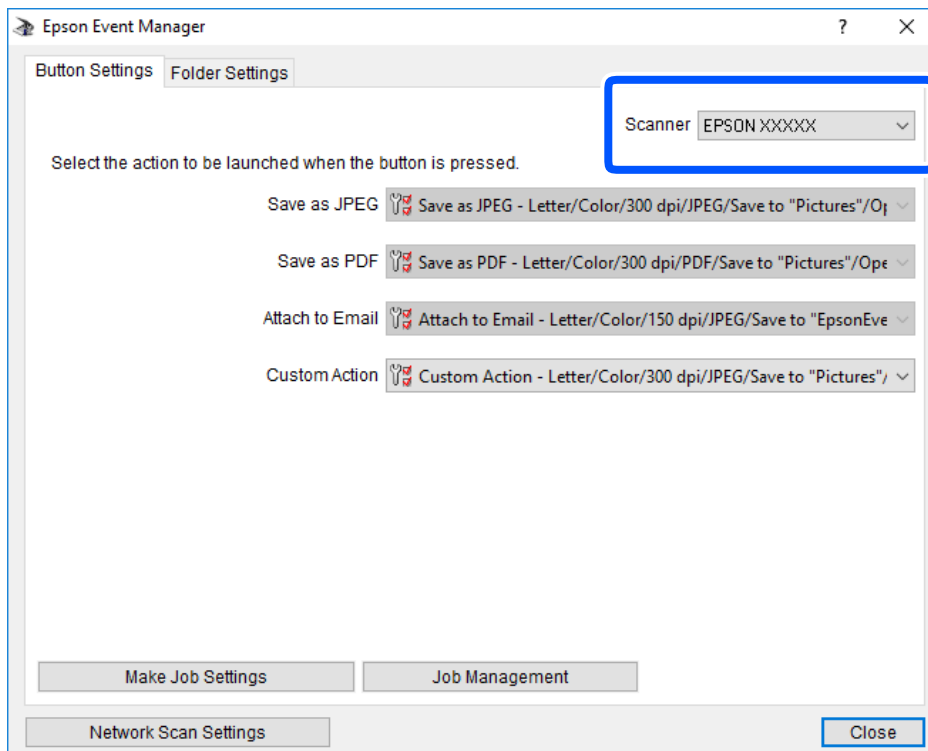 Epson Event Manager
Button Settings Folder Settings
Scanner EPSON XXXXX
Select the action to be launched when the button is pressed.
Save as JPEG Save as JPEG - Letter/Color/300 dpi/JPEG/Save to "Pictures"/Op
Save as PDF Save as PDF - Letter/Color/300 dpi/PDF/Save to "Pictures"/Ope
Attach to Email Attach to Email - Letter/Color/150 dpi/JPEG/Save to "EpsonEve
Custom Action Custom Action - Letter/Color/300 dpi/JPEG/Save to "Pictures"/
Make Job Settings Job Management
Network Scan Settings Close